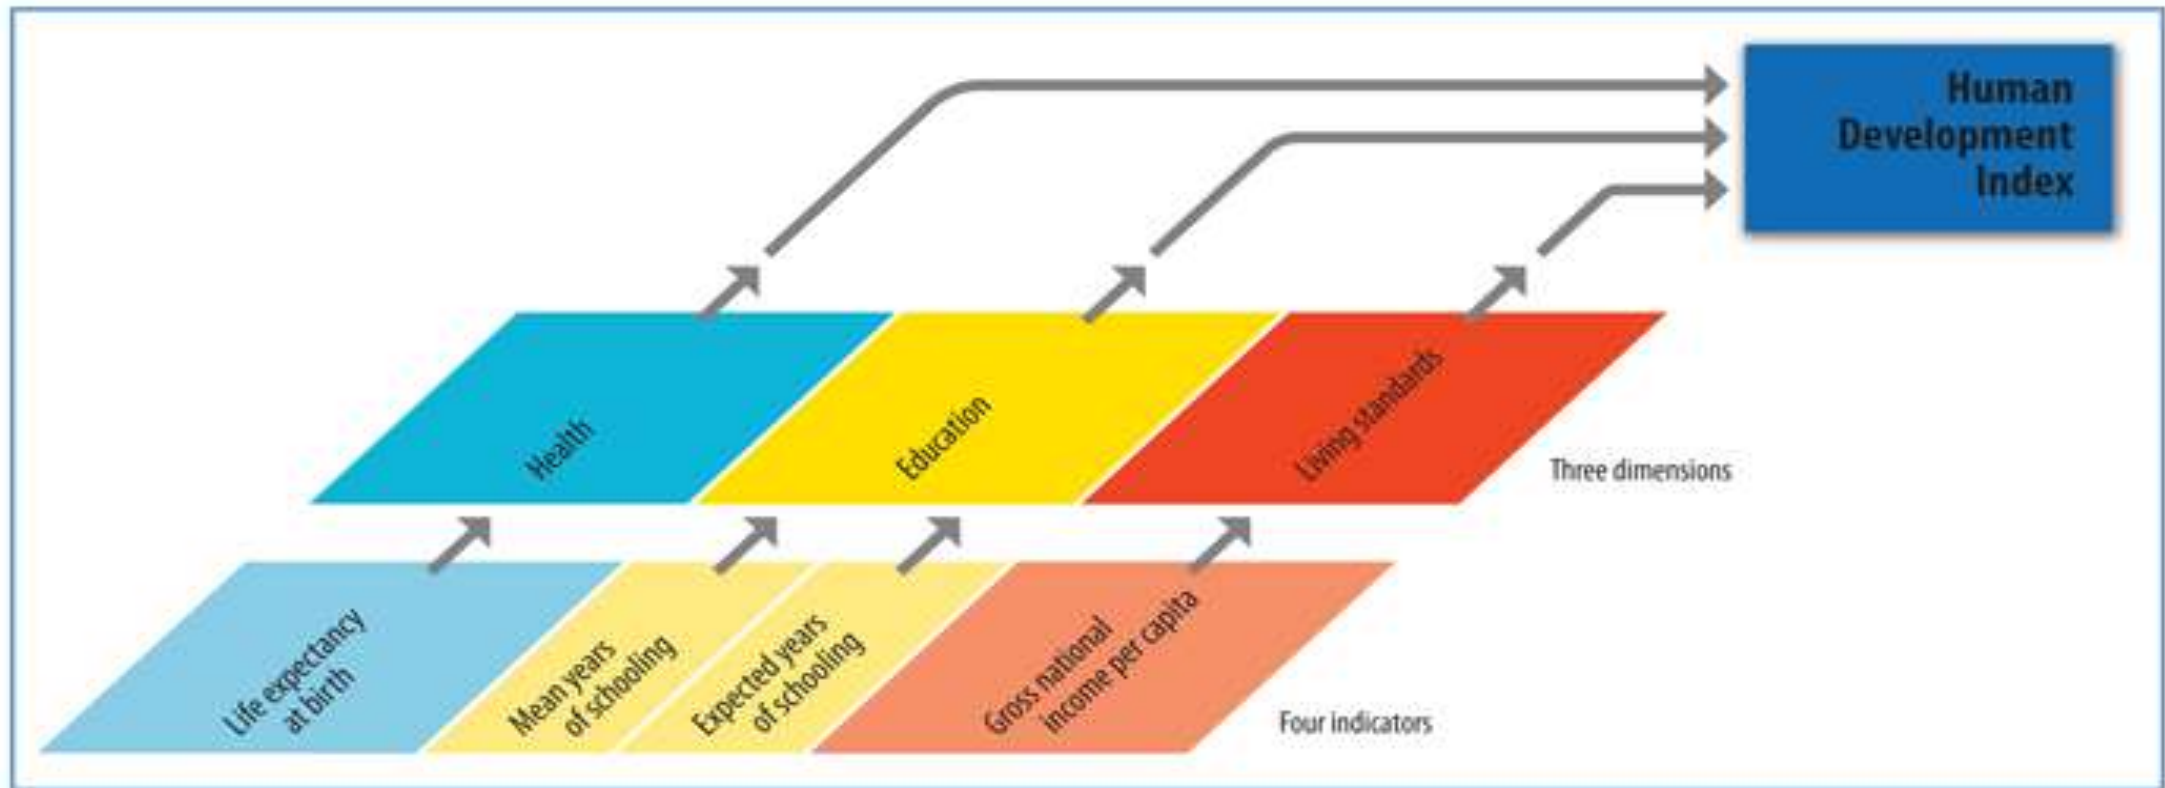 Human
Development
Index
Health
Education
Living standards
Three dimensions
Life expectancy
at birth
Mean years
of schooling
Expected years
of schooling
Gross national
income per capita
Four indicators